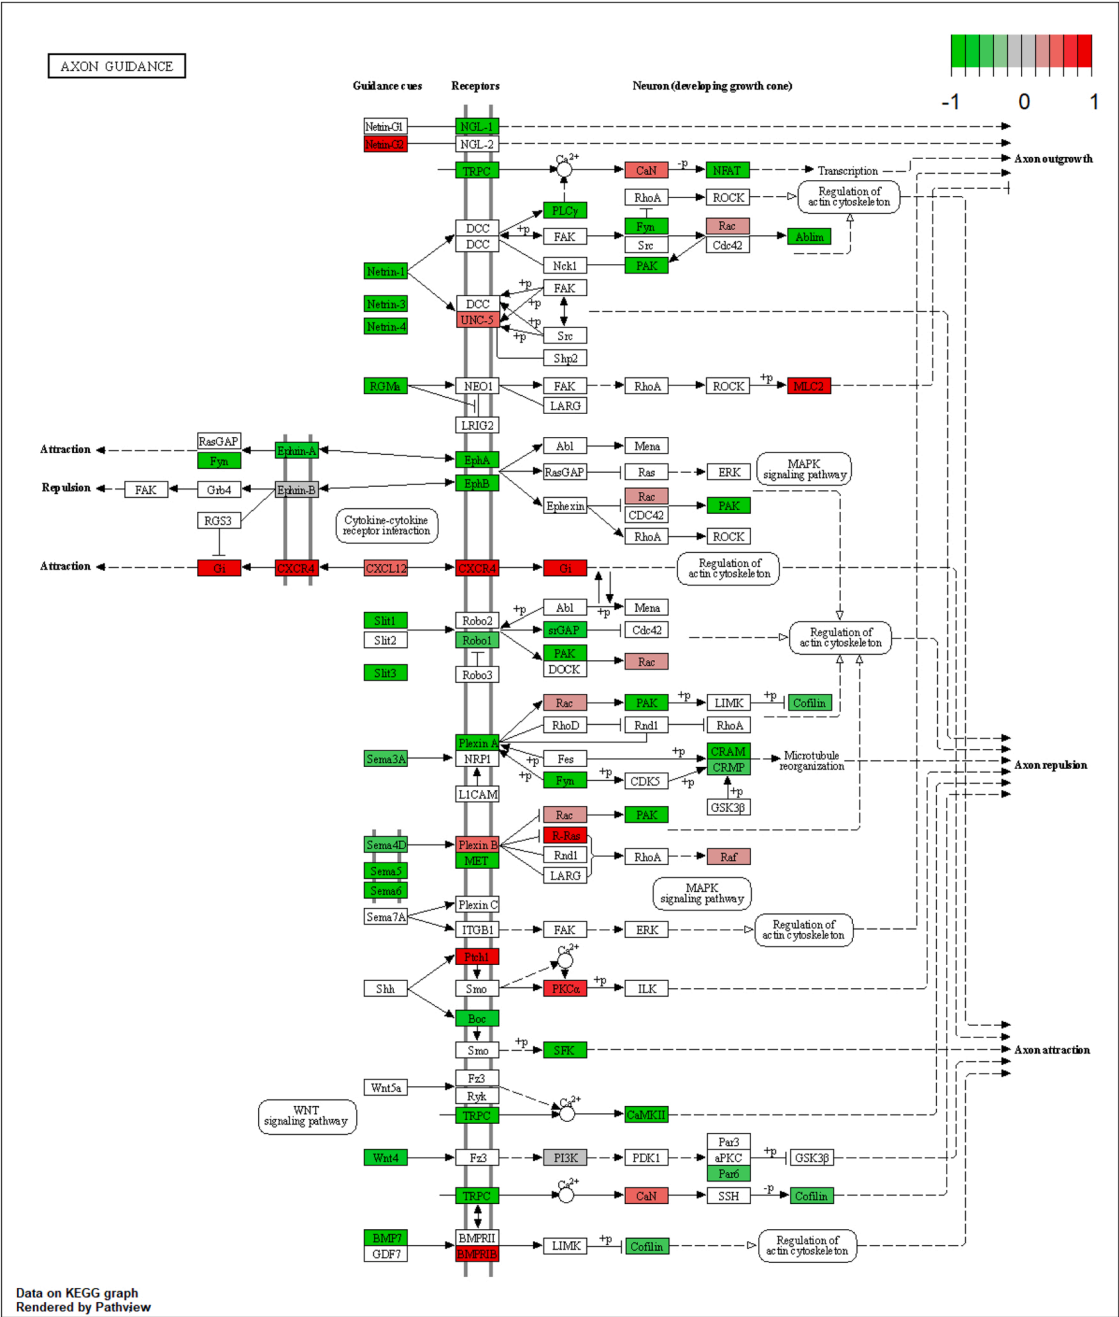 AXON GUIDANCE
-1 0 1
Guidance cues Receptors Neuron (developing growth cone)
Netrin-G1 NGL-1
Netrin-G2 NGL-2
Axon outgrowth
TRPC Ca2+ CaN -p NFAT Transcription
RhoA ROCK Regulation of
actin cytoskeleton
PLCγ
DCC +p FAK Fyn Rac Ablim
DCC Src Cdc42
Netrin-1 Nck1 PAK
+p FAK
Netrin-3 DCC +p
Netrin-4 UNC-5 +p
+p Src
Shp2
RGMa NEO1 FAK RhoA ROCK +p MLC2
LARG
LRIG2
Attraction RasGAP Ephrin-A Abl Mena
Fyn EphA
RasGAP Ras ERK MAPK
signaling pathway
Repulsion FAK Grb4 Ephrin-B EphB
Rac
Ephexin CDC42 PAK
RGS3 Cytokine-cytokine
receptor interaction
RhoA ROCK
Attraction Gi CXCR4 CXCL12 CXCR4 Gi Regulation of
actin cytoskeleton
Abl +p Mena
Slit1 Robo2 +p
Slit2 Robo1 srGAP Cdc42 Regulation of
actin cytoskeleton
PAK
Slit3 Robo3 DOCK Rac
Rac PAK +p LIMK +p Cofilin
RhoD Rnd1 RhoA
Plexin A
Sema3A NRP1 +p Fes +p CRAM Microtubule
reorganization
+p Fyn +p CDK5 +p CRMP
Axon repulsion
L1CAM +p
GSK3β
Rac PAK
Sema4D Plexin B R-Ras
MET Rnd1 RhoA Raf
Sema5 LARG
Sema6 MAPK
signaling pathway
Sema7A Plexin C
ITGB1 FAK ERK Regulation of
actin cytoskeleton
Ptch1 Ca2+
Shh Smo PKCα +p ILK
Boc
Smo +p SFK Axon attraction
Wnt5a Fz3
Ryk
WNT
signaling pathway
TRPC Ca2+ CaMKII
Par3
Wnt4 Fz3 PI3K PDK1 aPKC +p GSK3β
Par6
TRPC Ca2+ CaN SSH -p Cofilin
BMP7 BMPRII
GDF7 BMPRIB LIMK +p Cofilin Regulation of
actin cytoskeleton
Data on KEGG graph
Rendered by Pathview